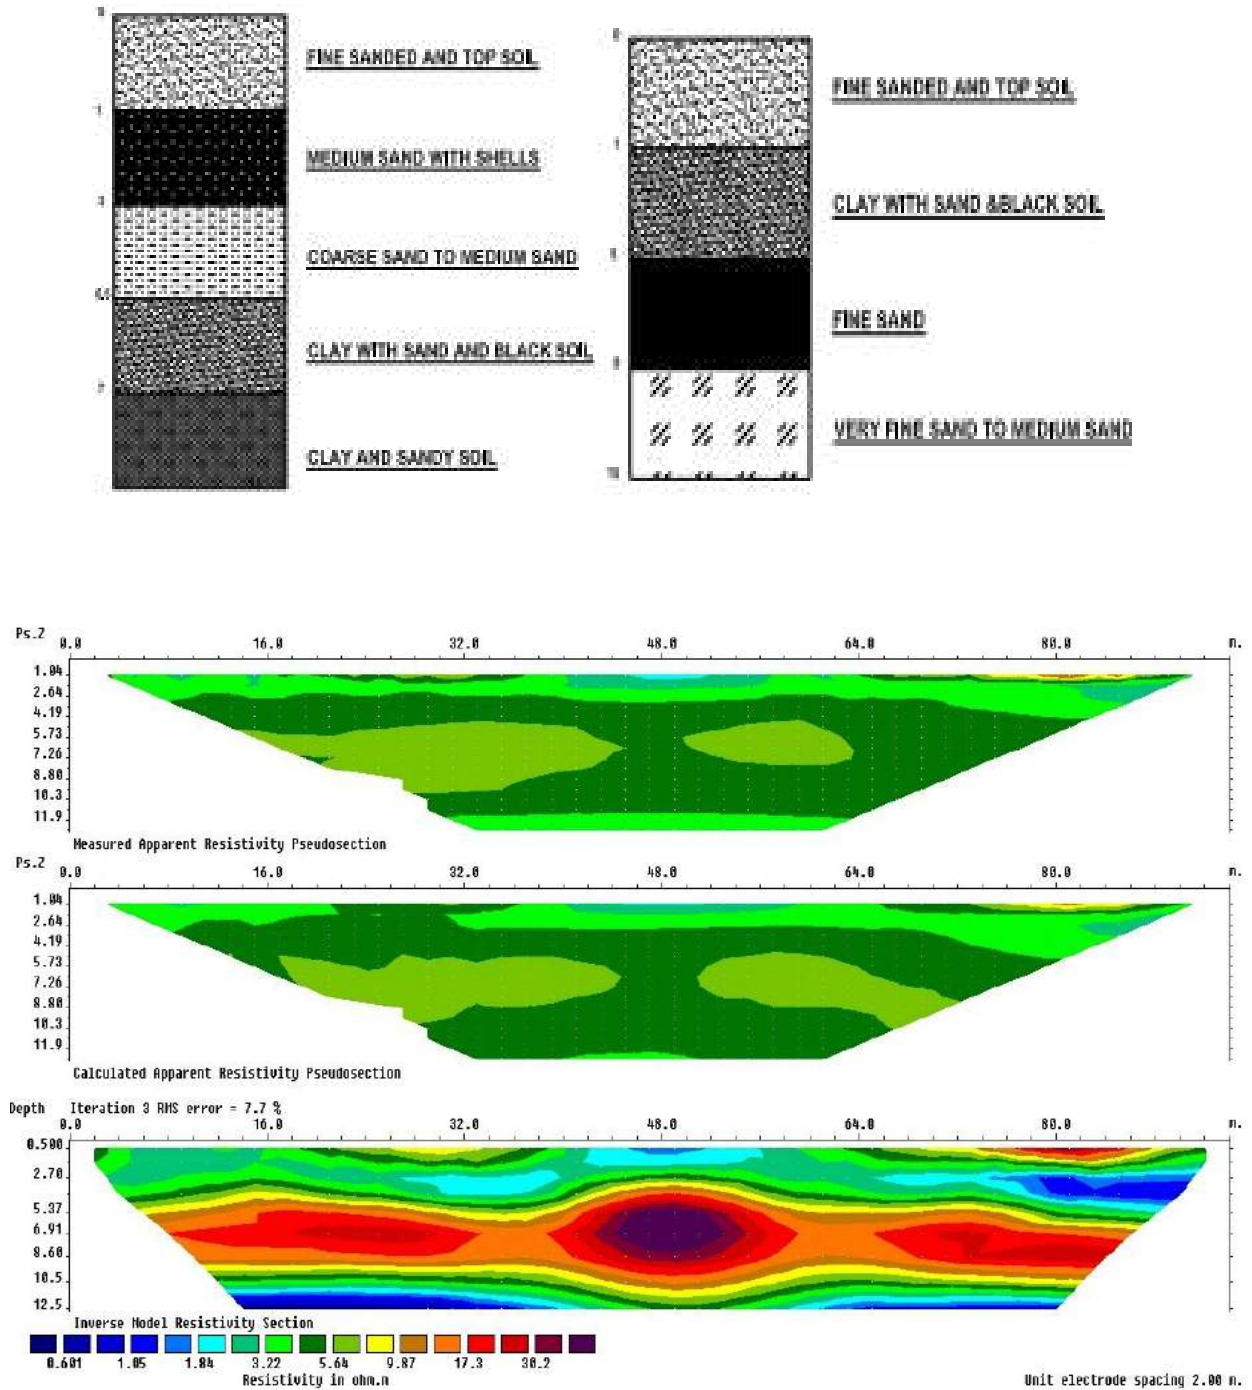 FINE SANDED AND TOP SOIL
MEDIUM SAND WITH SHELLS
COARSE SAND TO MEDIUM SAND
CLAY WITH SAND AND BLACK SOIL
CLAY AND SANDY SOIL
FINE SANDED AND TOP SOIL
CLAY WITH SAND &BLACK SOIL
FINE SAND
VERY FINE SAND TO MEDIUM SAND
10
Ps.Z 0.0 16.0 32.0 48.0 64.0 80.0 m.
1.04
2.64
4.19
5.73
7.26
8.80
10.3
11.9
Measured Apparent Resistivity Pseudosection
Ps.Z 0.0 16.0 32.0 48.0 64.0 80.0 m.
1.04
2.64
4.19
5.73
7.26
8.80
10.3
11.9
Calculated Apparent Resistivity Pseudosection
Depth Iteration 3 RMS error = 7.7 %
0.0 16.0 32.0 48.0 64.0 80.0 m.
0.500
2.70
5.37
6.91
8.60
10.5
12.5
Inverse Model Resistivity Section
0.601 1.05 1.84 3.22 5.64 9.87 17.3 30.2
Resistivity in ohm.m
Unit electrode spacing 2.00 m.